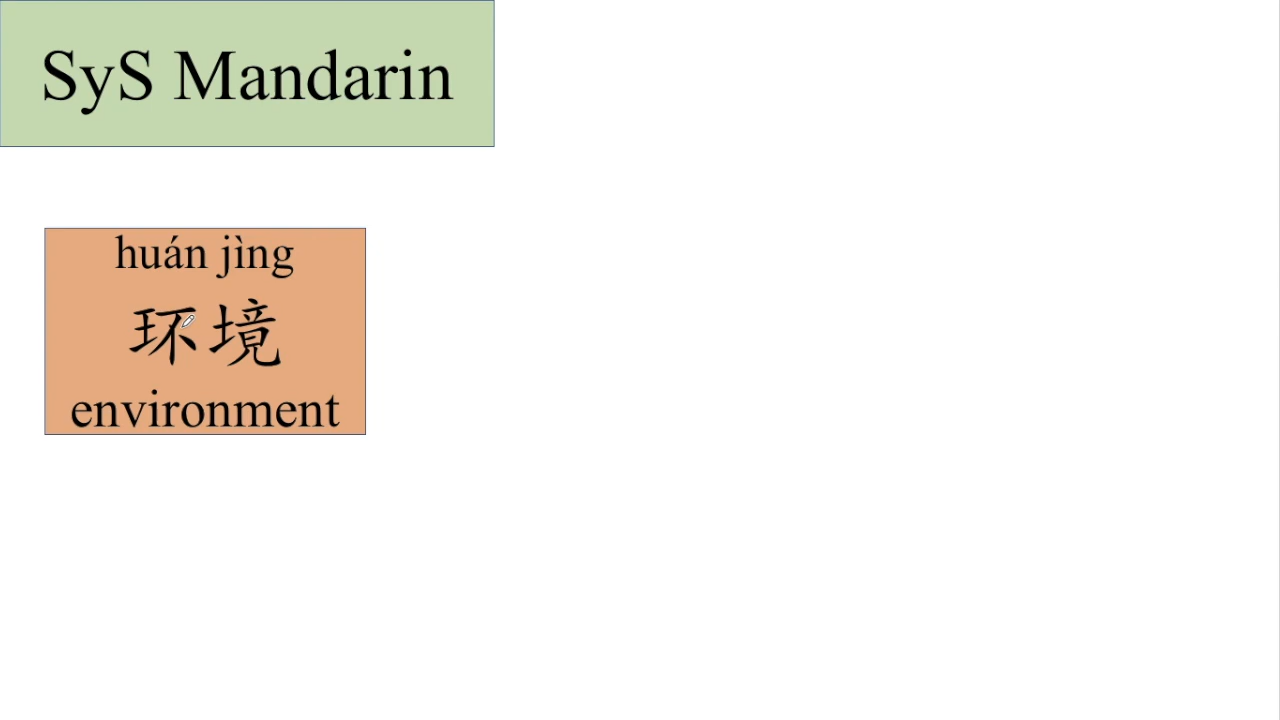 SyS Mandarin
huán jìng
环境
environment